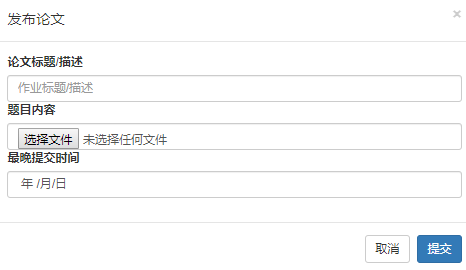 发布论文
×
论文标题/描述
作业标题/描述
题目内容
选择文件 未选择任何文件
最晚提交时间
年 /月/日
取消 提交